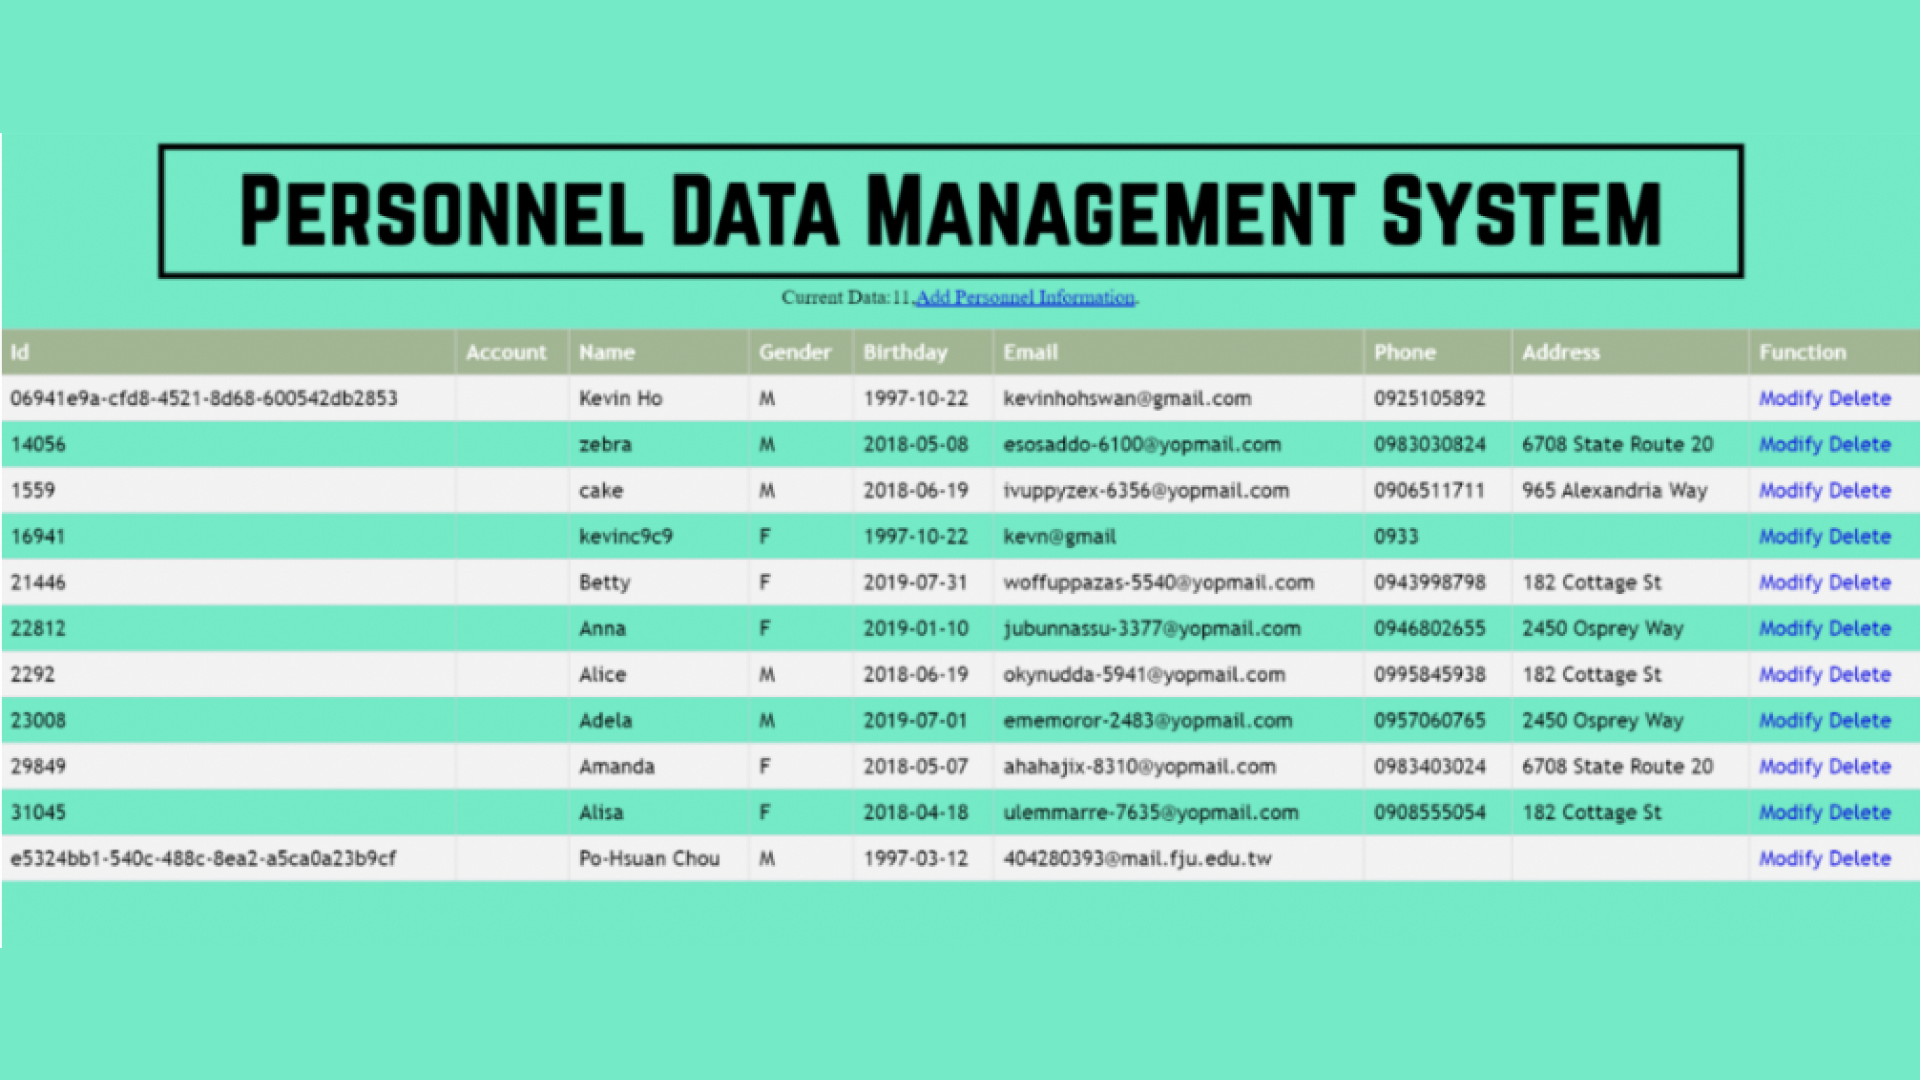 PERSONNEL DATA MANAGEMENT SYSTEM
Current Data:11,Add Personnel Information.
Id Account Name Gender Birthday Email Phone Address Function
06941e9a-cfd8-4521-8d68-600542db2853 Kevin Ho M 1997-10-22 kevinhohswan@gmail.com 0925105892 Modify Delete
14056 zebra M 2018-05-08 esosaddo-6100@yopmail.com 0983030824 6708 State Route 20 Modify Delete
1559 cake M 2018-06-19 ivuppyzex-6356@yopmail.com 0906511711 965 Alexandria Way Modify Delete
16941 kevinc9c9 F 1997-10-22 kevn@gmail 0933 Modify Delete
21446 Betty F 2019-07-31 woffuppazas-5540@yopmail.com 0943998798 182 Cottage St Modify Delete
22812 Anna F 2019-01-10 jubunnassu-3377@yopmail.com 0946802655 2450 Osprey Way Modify Delete
2292 Alice M 2018-06-19 okynudda-5941@yopmail.com 0995845938 182 Cottage St Modify Delete
23008 Adela M 2019-07-01 ememoror-2483@yopmail.com 0957060765 2450 Osprey Way Modify Delete
29849 Amanda F 2018-05-07 ahahajix-8310@yopmail.com 0983403024 6708 State Route 20 Modify Delete
31045 Alisa F 2018-04-18 ulemmarre-7635@yopmail.com 0908555054 182 Cottage St Modify Delete
e5324bb1-540c-488c-8ea2-a5ca0a23b9cf Po-Hsuan Chou M 1997-03-12 404280393@mail.fju.edu.tw Modify Delete